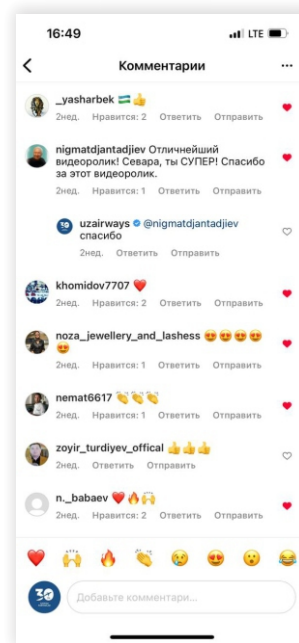 16:49 LTE
Комментарии
_yasharbek 🇺🇿👍
2нед. Нравится: 2 Ответить Отправить
nigmatdjantadjiev Отличнейший
видеоролик! Севара, ты СУПЕР! Спасибо
за этот видеоролик.
2нед. Нравится: 1 Ответить Отправить
uzairways @nigmatdjantadjiev
спасибо
2нед. Ответить Отправить
khomidov7707 ❤️
2нед. Нравится: 2 Ответить Отправить
noza_jewellery_and_lashess 😍😍😍😍
😍
2нед. Нравится: 1 Ответить Отправить
nemat6617 👏👏👏
2нед. Нравится: 1 Ответить Отправить
zoyir_turdiyev_offical 👍👍👍
2нед. Ответить Отправить
n._babaev ❤️🔥🙌
2нед. Нравится: 2 Ответить Отправить
❤️ 🙌 🔥 👏 😢 😍 😮 😂
30
Добавьте комментари...